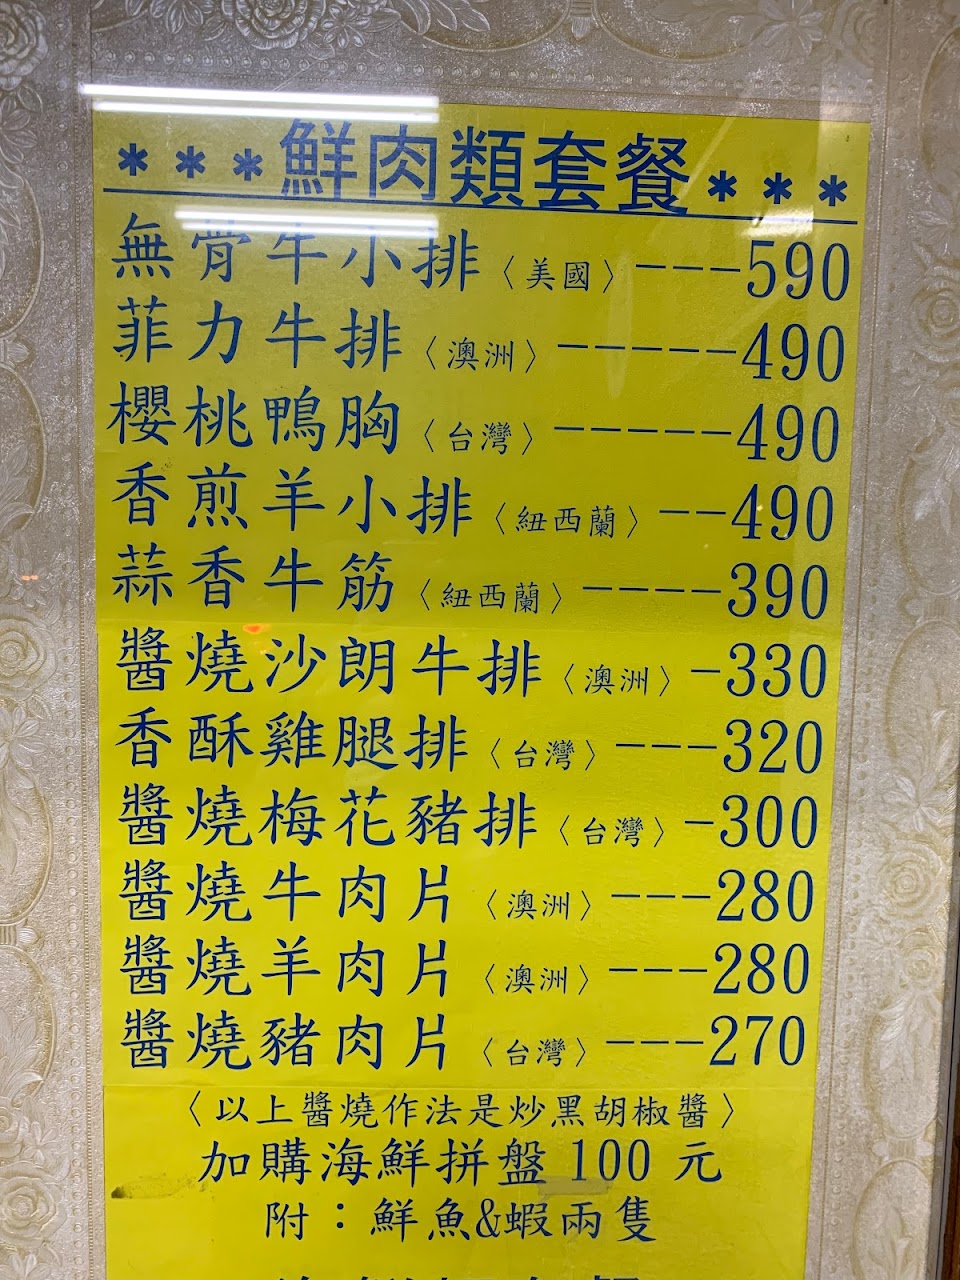 ***鮮肉類套餐***
無骨牛小排〈美國〉---590
菲力牛排〈澳洲〉-----490
櫻桃鴨胸〈台灣〉-----490
香煎羊小排〈紐西蘭〉--490
蒜香牛筋〈紐西蘭〉----390
醬燒沙朗牛排〈澳洲〉-330
香酥雞腿排〈台灣〉---320
醬燒梅花豬排〈台灣〉-300
醬燒牛肉片〈澳洲〉---280
醬燒羊肉片〈澳洲〉---280
醬燒豬肉片〈台灣〉---270
〈以上醬燒作法是炒黑胡椒醬〉
加購海鮮拼盤100元
附：鮮魚&蝦兩隻